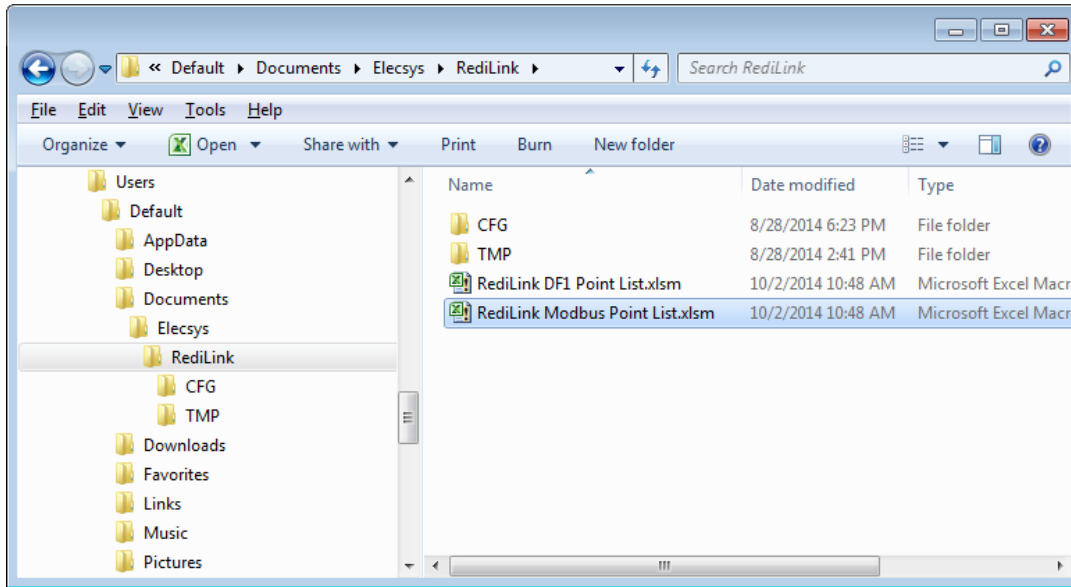 « Default Documents Elecsys RediLink Search RediLink
File Edit View Tools Help
Organize Open Share with Print Burn New folder
Users
Default
AppData
Desktop
Documents
Elecsys
RediLink
CFG
TMP
Downloads
Favorites
Links
Music
Pictures
Name Date modified Type
CFG 8/28/2014 6:23 PM File folder
TMP 8/28/2014 2:41 PM File folder
RediLink DF1 Point List.xlsm 10/2/2014 10:48 AM Microsoft Excel Macr
RediLink Modbus Point List.xlsm 10/2/2014 10:48 AM Microsoft Excel Macr